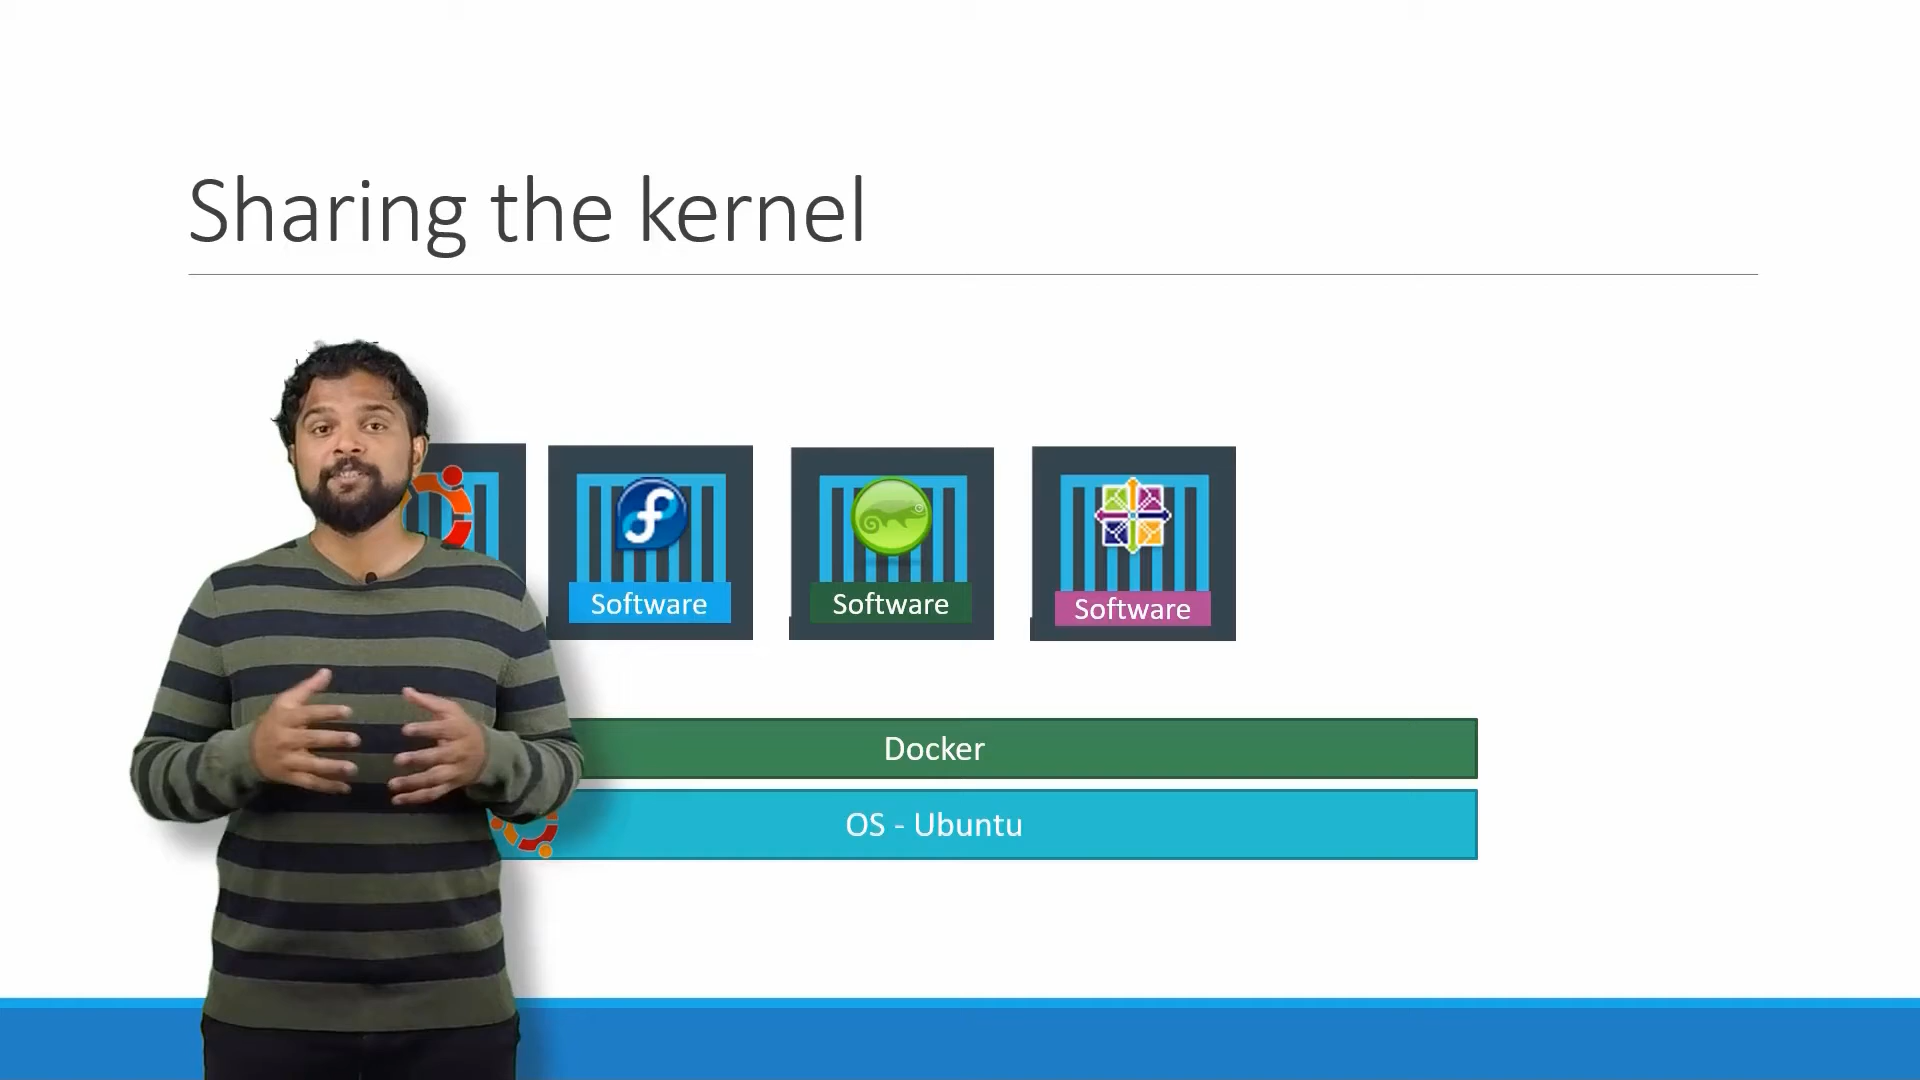 Sharing the kernel
Software
Software
Software
Docker
OS - Ubuntu